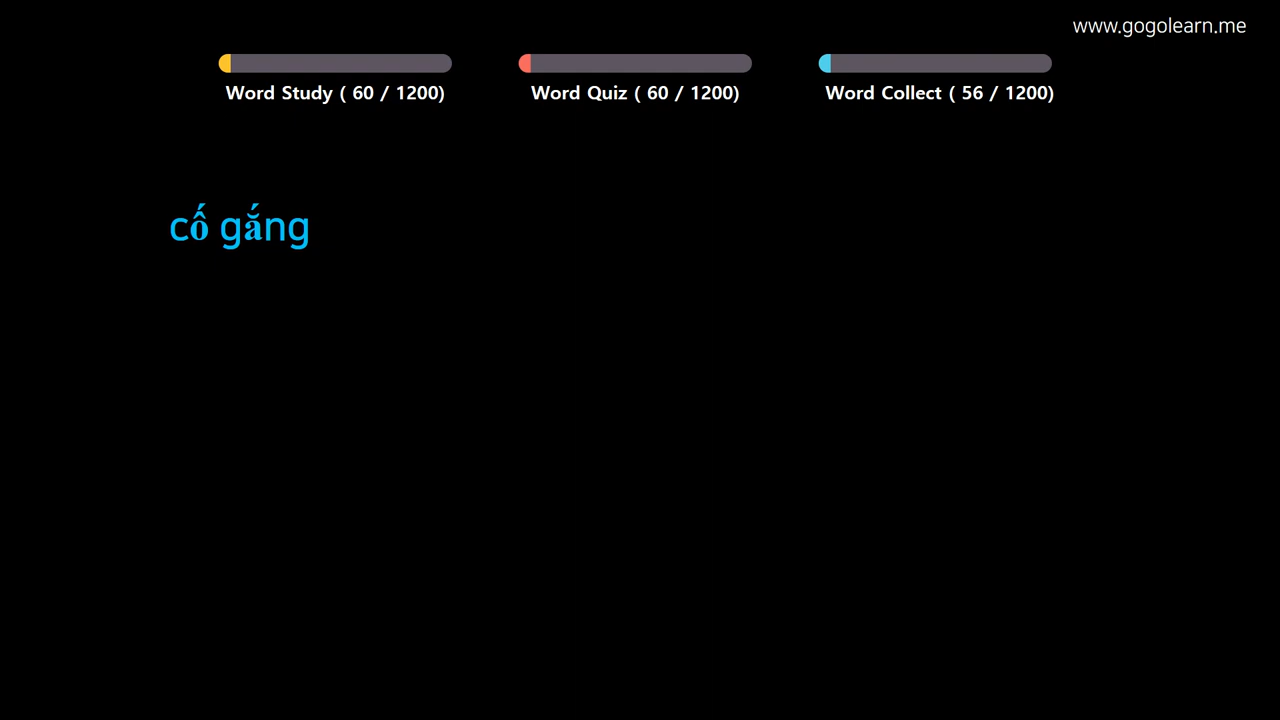 www.gogolearn.me
Word Study ( 60 / 1200)
Word Quiz ( 60 / 1200)
Word Collect ( 56 / 1200)
cố gắng